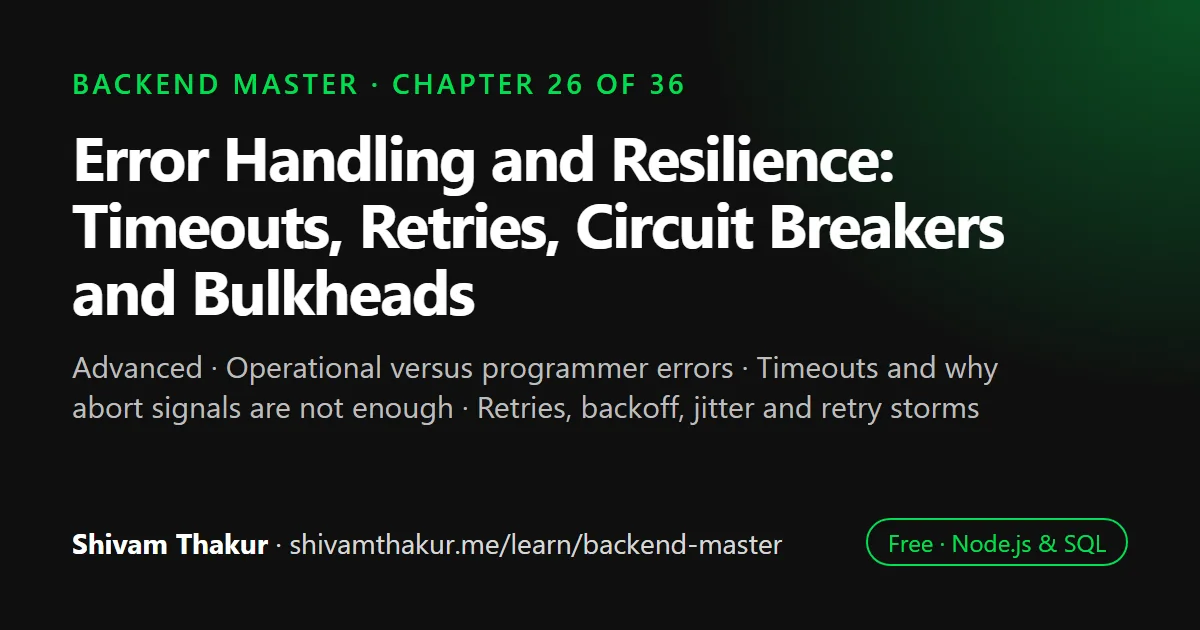 BACKEND MASTER · CHAPTER 26 OF 36
Error Handling and Resilience:
Timeouts, Retries, Circuit Breakers
and Bulkheads
Advanced · Operational versus programmer errors · Timeouts and why
abort signals are not enough · Retries, backoff, jitter and retry storms
Shivam Thakur · shivamthakur.me/learn/backend-master
Free · Node.js & SQL